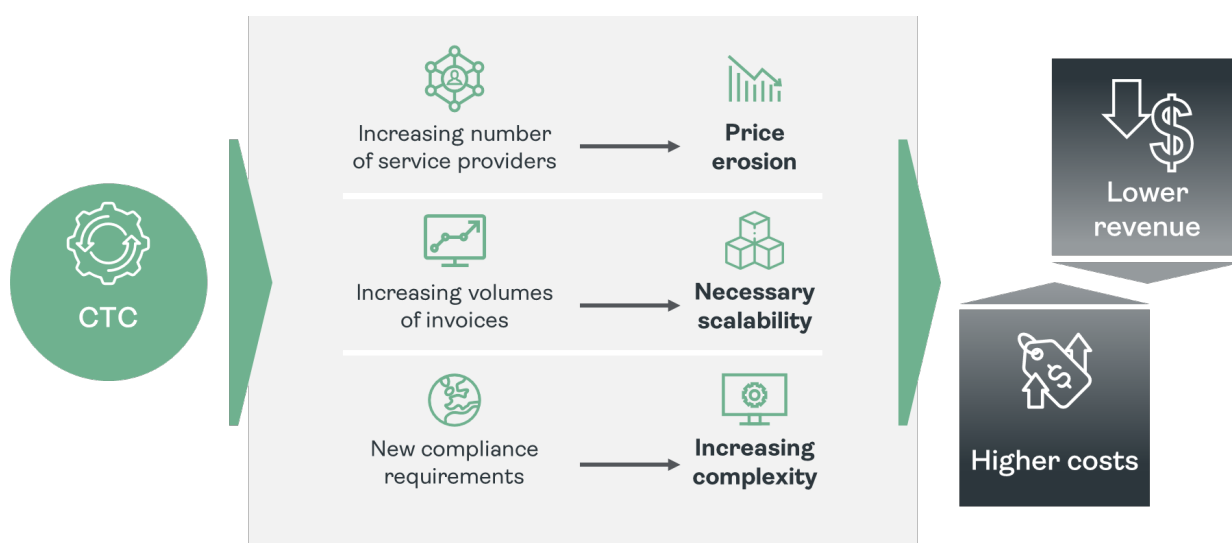 CTC
Increasing number
of service providers
Price
erosion
Increasing volumes
of invoices
Necessary
scalability
New compliance
requirements
Increasing
complexity
Lower
revenue
Higher costs